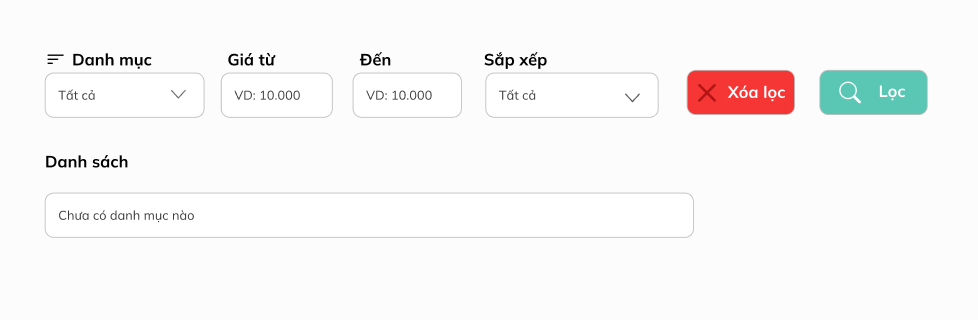 Danh mục Giá từ Đến Sắp xếp
Tất cả VD: 10.000 VD: 10.000 Tất cả Xóa lọc Lọc
Danh sách
Chưa có danh mục nào